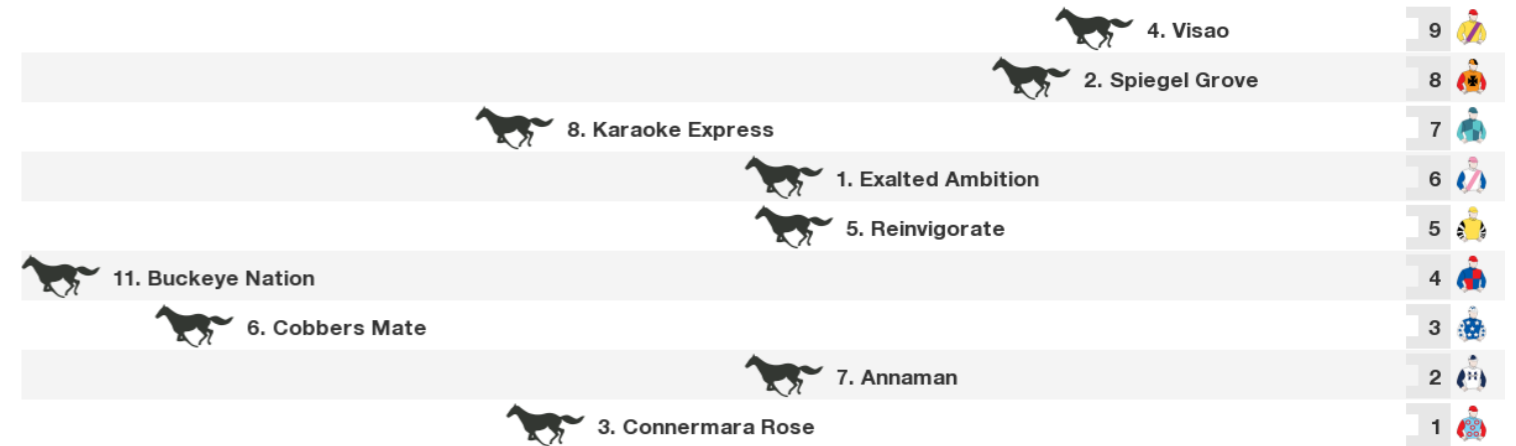 4. Visao 9
2. Spiegel Grove 8
8. Karaoke Express 7
1. Exalted Ambition 6
5. Reinvigorate 5
11. Buckeye Nation 4
6. Cobbers Mate 3
7. Annaman 2
3. Connermara Rose 1